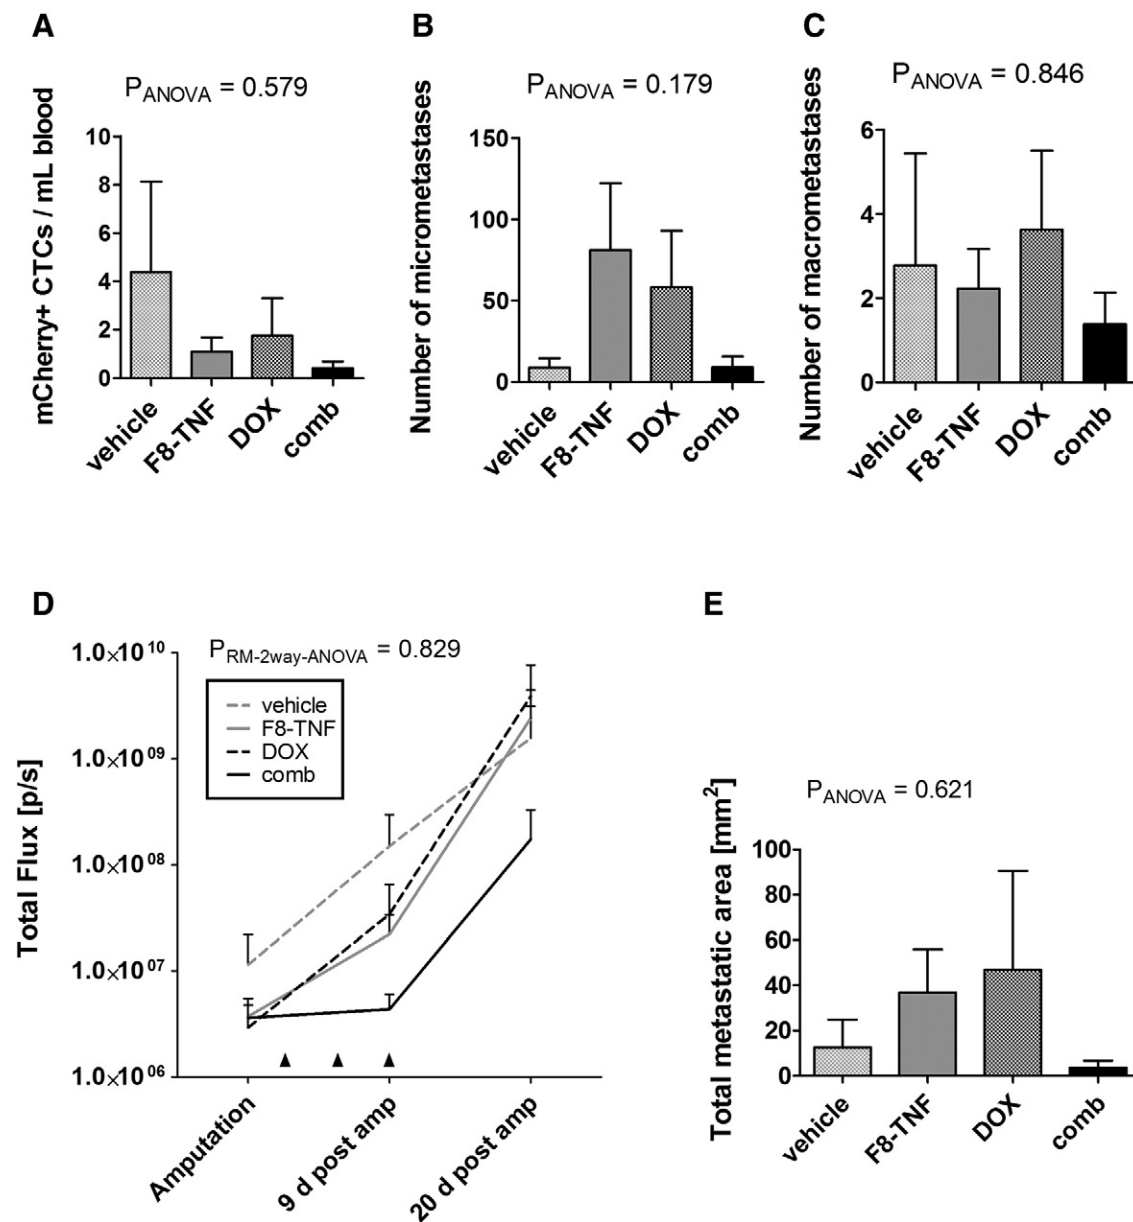 A
P_ANOVA = 0.579
mCherry+ CTCs / mL blood
10
8
6
4
2
0
vehicle
F8-TNF
DOX
comb
B
P_ANOVA = 0.179
Number of micrometastases
150
100
50
0
vehicle
F8-TNF
DOX
comb
C
P_ANOVA = 0.846
Number of macrometastases
6
4
2
0
vehicle
F8-TNF
DOX
comb
D
P_RM-2way-ANOVA = 0.829
Total Flux [p/s]
1.0×10^10
1.0×10^09
1.0×10^08
1.0×10^07
1.0×10^06
vehicle
F8-TNF
DOX
comb
Amputation
9 d post amp
20 d post amp
E
P_ANOVA = 0.621
Total metastatic area [mm²]
100
80
60
40
20
0
vehicle
F8-TNF
DOX
comb